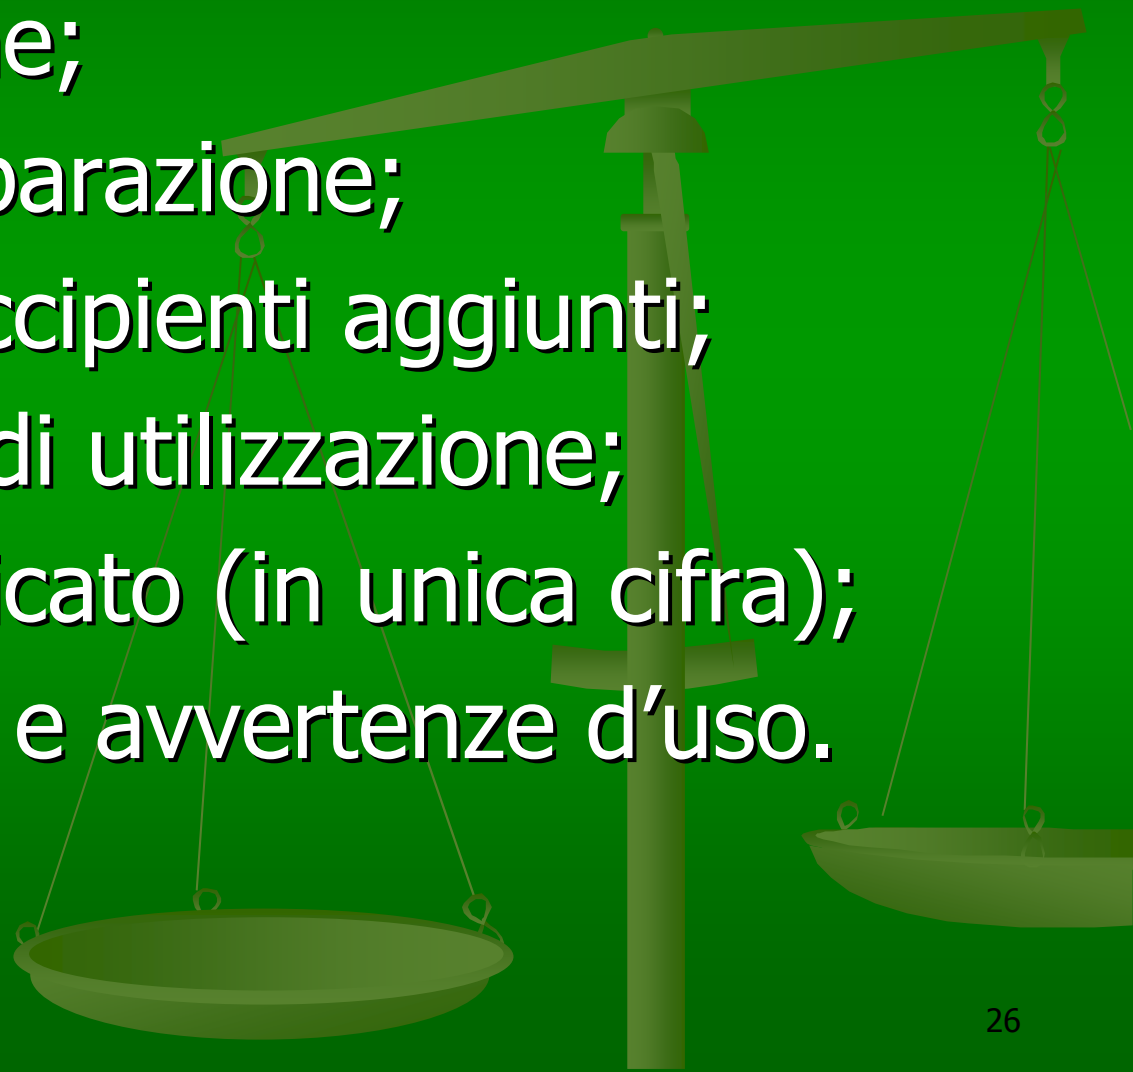 e;
parazione;
ccipienti aggiunti;
di utilizzazione;
icato (in unica cifra);
e avvertenze d’uso.
26